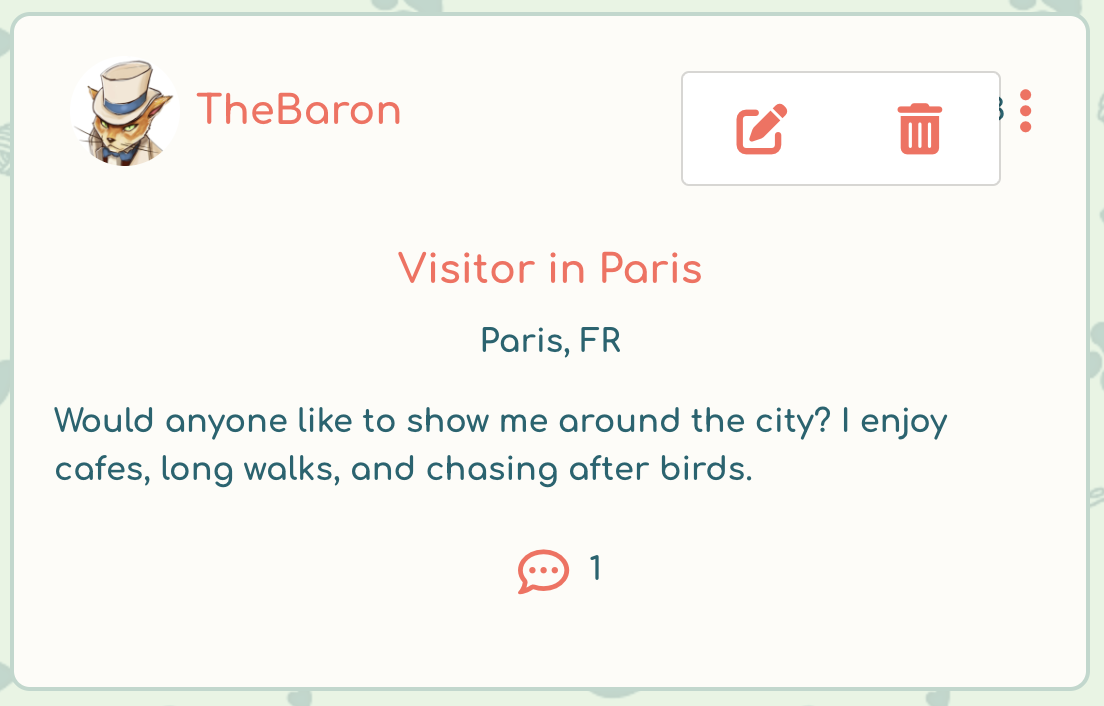 TheBaron
Visitor in Paris
Paris, FR
Would anyone like to show me around the city? I enjoy
cafes, long walks, and chasing after birds.
1